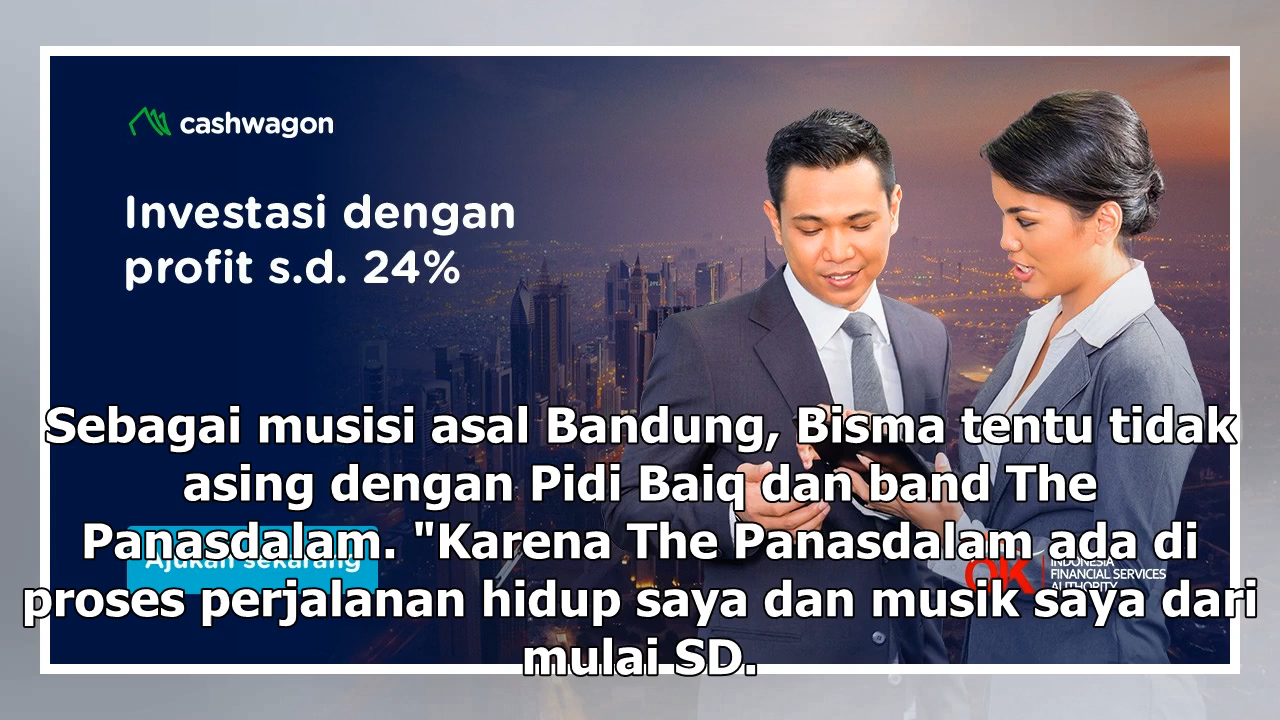 cashwagon
Investasi dengan
profit s.d. 24%
Sebagai musisi asal Bandung, Bisma tentu tidak
asing dengan Pidi Baiq dan band The
Panasdalam. "Karena The Panasdalam ada di
Ajukan sekarang
INDONESIA
FINANCIAL SERVICES
AUTHORITY
proses perjalanan hidup saya dan musik saya dari
mulai SD.